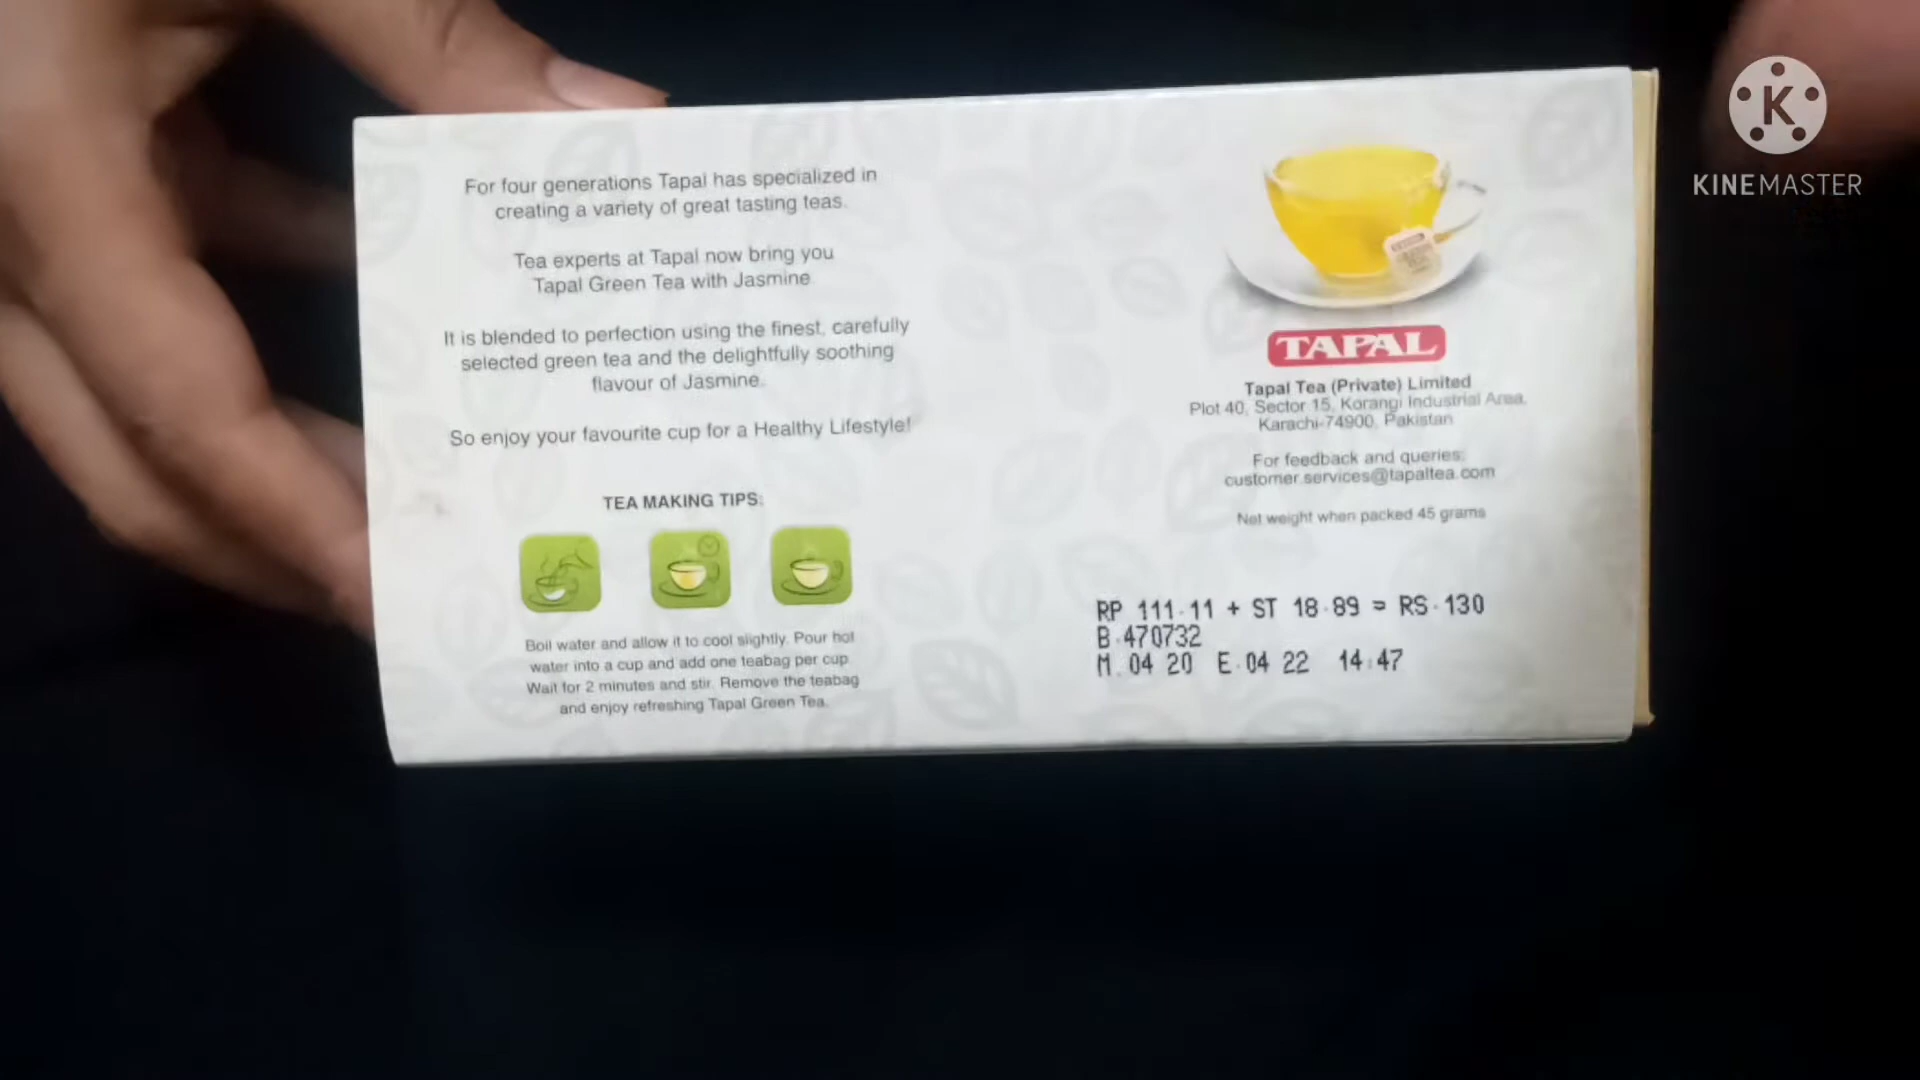 For four generations Tapal has specialized in
creating a variety of great tasting teas.
Tea experts at Tapal now bring you
Tapal Green Tea with Jasmine
It is blended to perfection using the finest, carefully
selected green tea and the delightfully soothing
flavour of Jasmine.
So enjoy your favourite cup for a Healthy Lifestyle!
TEA MAKING TIPS:
Boil water and allow it to cool slightly. Pour hot
water into a cup and add one teabag per cup
Wait for 2 minutes and stir. Remove the teabag
and enjoy refreshing Tapal Green Tea.
TAPAL
Tapal Tea (Private) Limited
Plot 40, Sector 15, Korangi Industrial Area,
Karachi-74900, Pakistan
For feedback and queries:
customer.services@tapaltea.com
Net weight when packed 45 grams
RP 111.11 + ST 18.89 = RS.130
B.470732
M.04 20 E.04 22 14:47
K
KINEMASTER